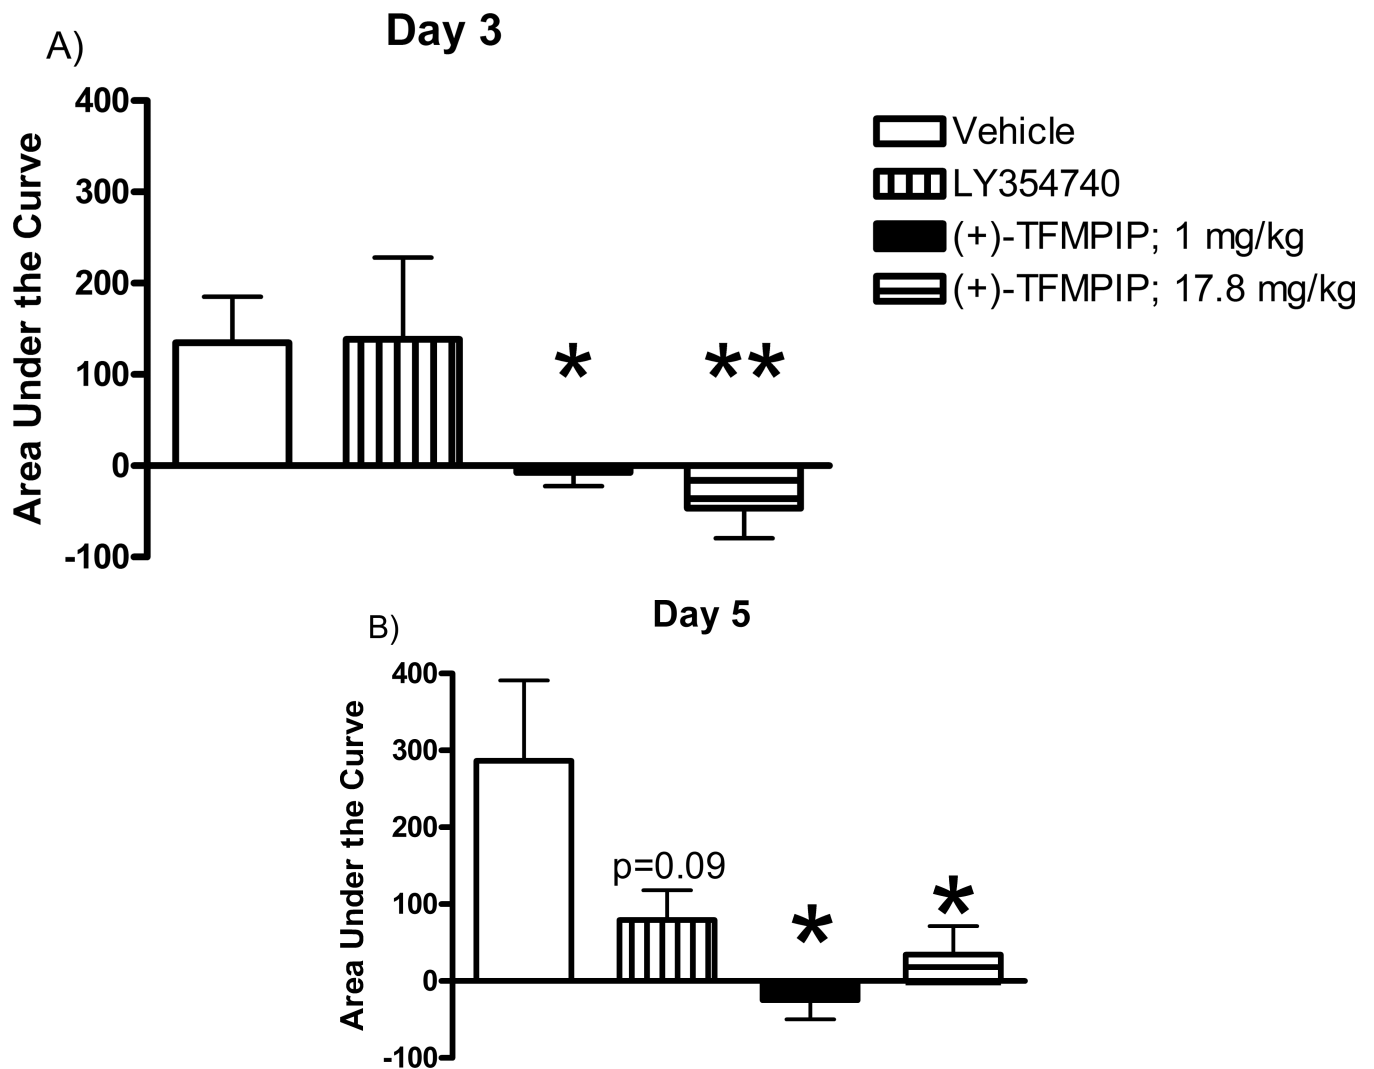 A)
Day 3
Area Under the Curve
400
300
200
100
0
-100
*
**
Vehicle
LY354740
(+)-TFMPIP; 1 mg/kg
(+)-TFMPIP; 17.8 mg/kg
B)
Day 5
Area Under the Curve
400
300
200
100
0
-100
p=0.09
*
*